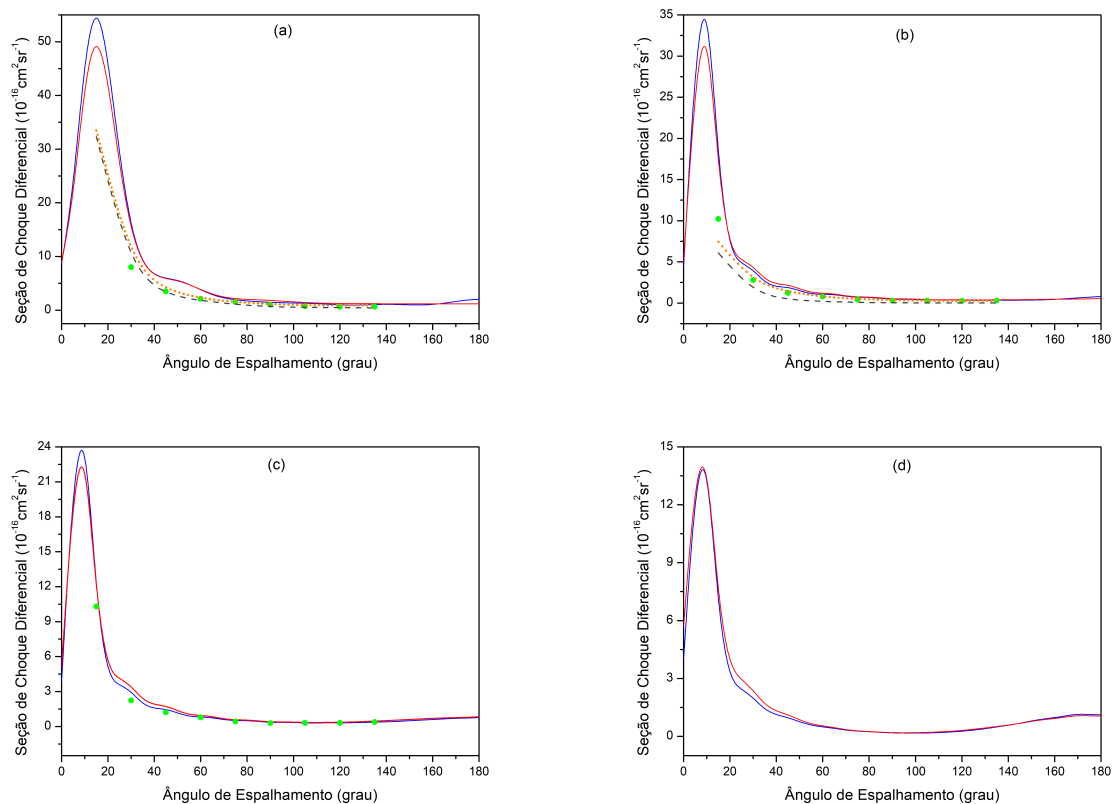 (a)
Seção de Choque Diferencial (10⁻¹⁶cm²sr⁻¹)
50
40
30
20
10
0
0 20 40 60 80 100 120 140 160 180
Ângulo de Espalhamento (grau)
(b)
Seção de Choque Diferencial (10⁻¹⁶cm²sr⁻¹)
35
30
25
20
15
10
5
0
0 20 40 60 80 100 120 140 160 180
Ângulo de Espalhamento (grau)
(c)
Seção de Choque Diferencial (10⁻¹⁶cm²sr⁻¹)
24
21
18
15
12
9
6
3
0
0 20 40 60 80 100 120 140 160 180
Ângulo de Espalhamento (grau)
(d)
Seção de Choque Diferencial (10⁻¹⁶cm²sr⁻¹)
15
12
9
6
3
0
0 20 40 60 80 100 120 140 160 180
Ângulo de Espalhamento (grau)